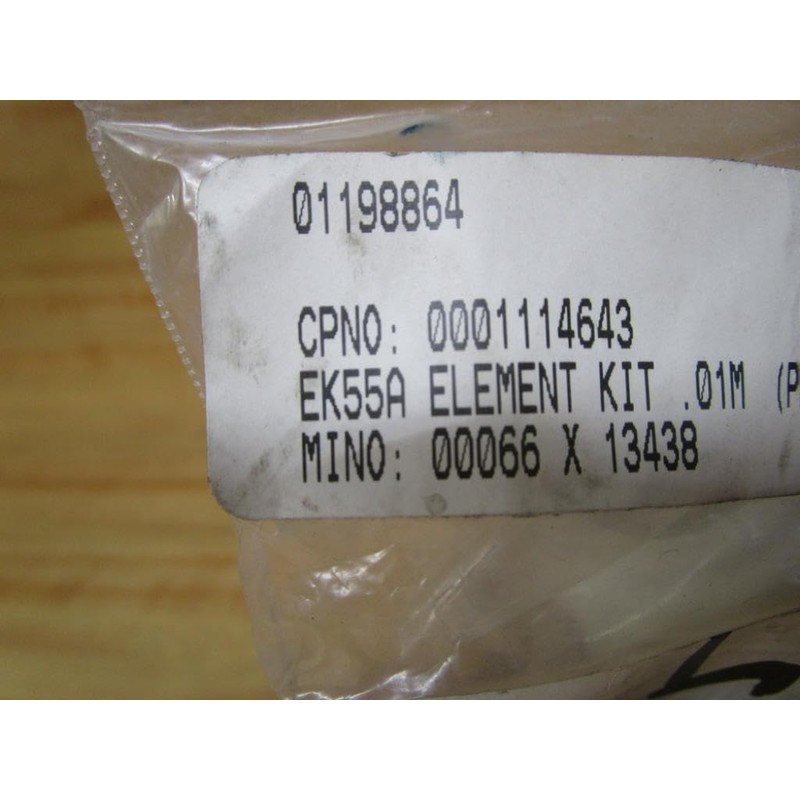 01198864
CPNO: 0001114643
EK55A ELEMENT KIT .01M (P
MINO: 00066 X 13438